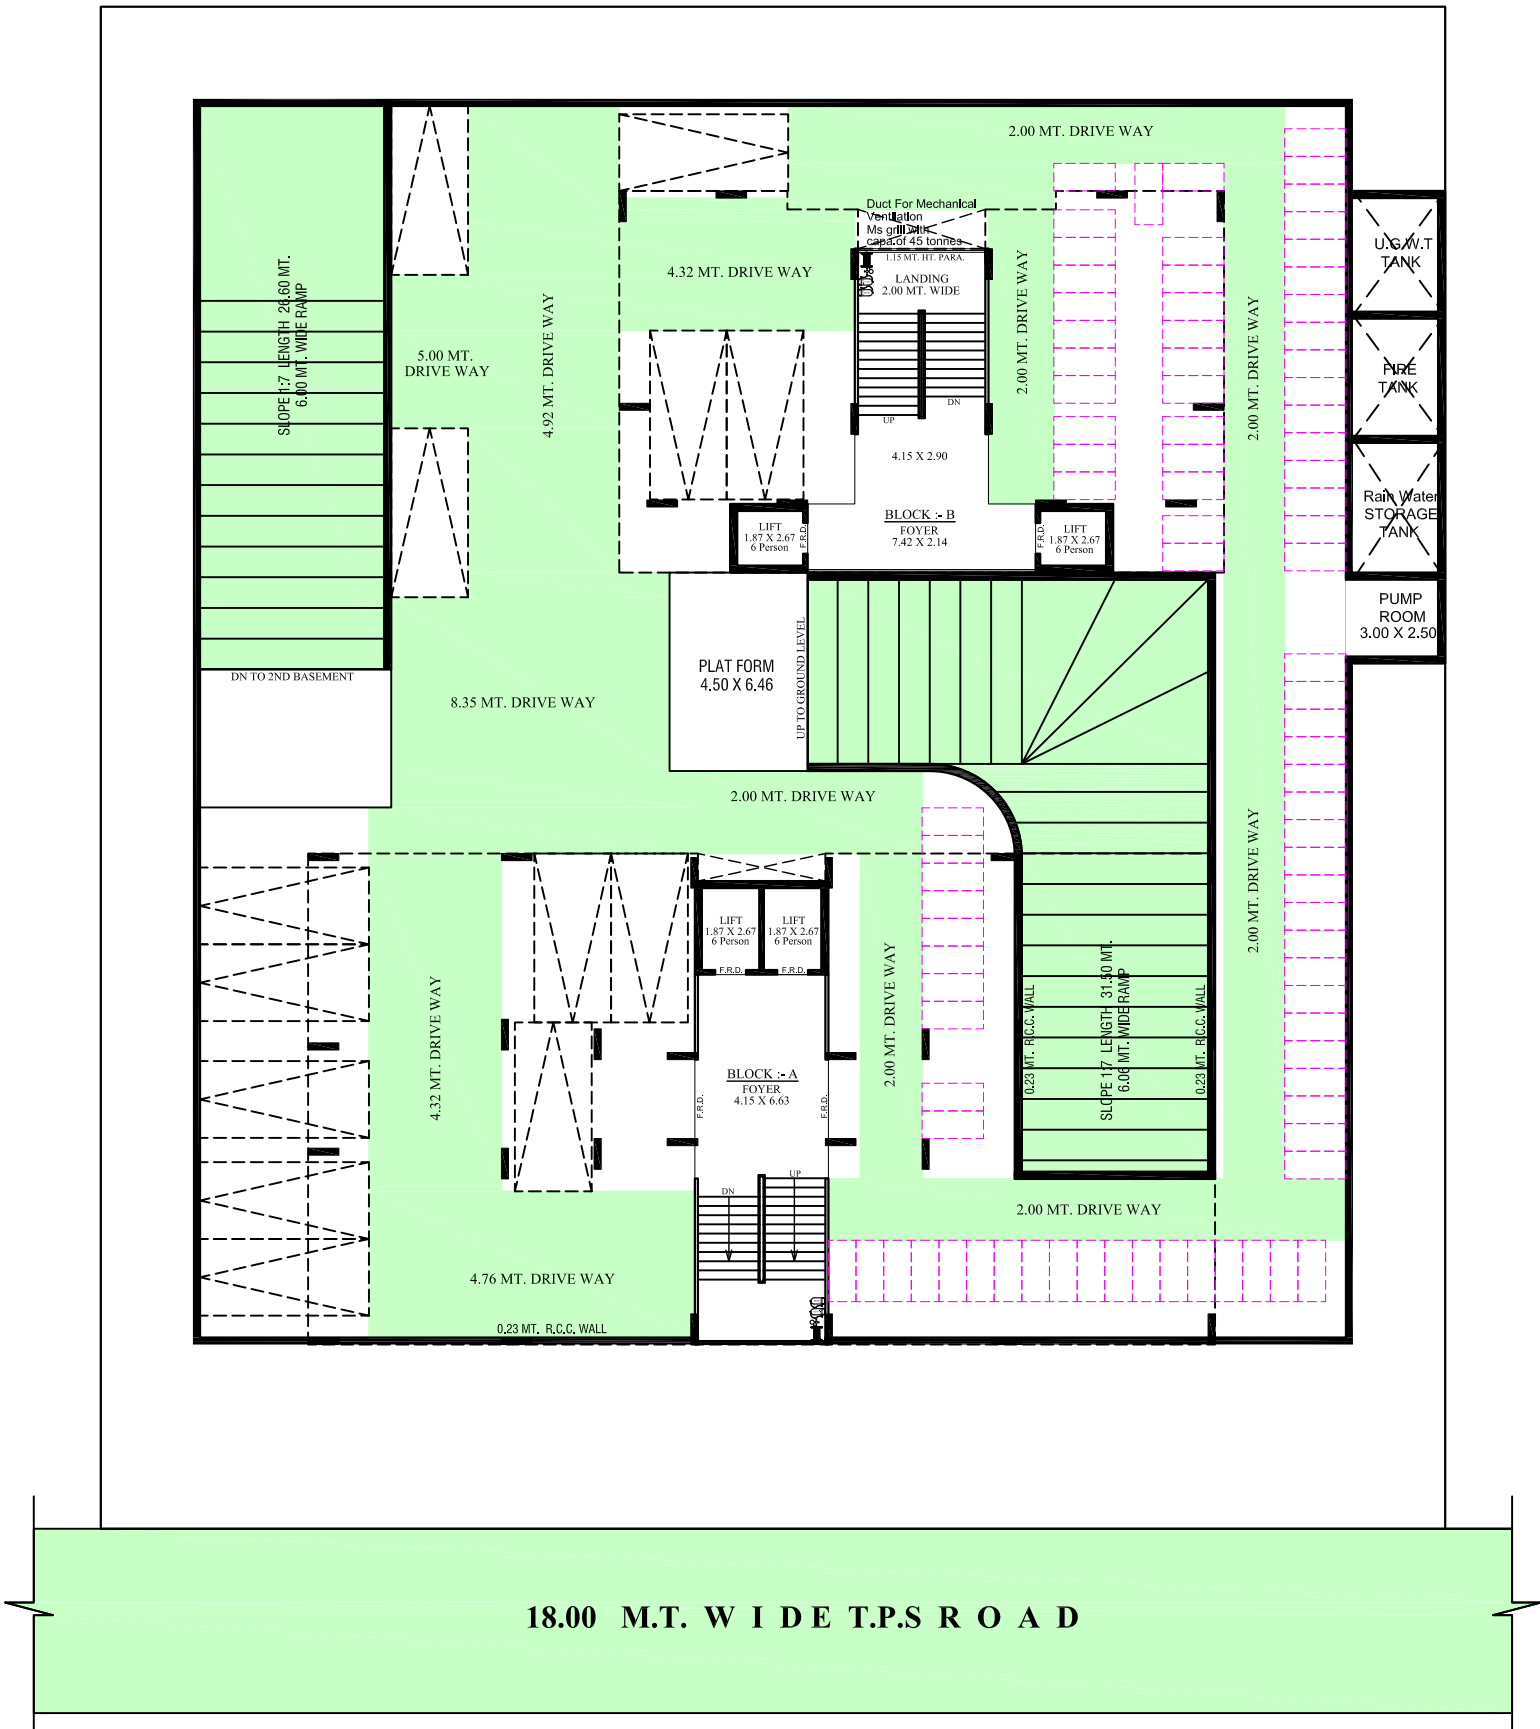 2.00 MT. DRIVE WAY
Duct For Mechanical
Ventilation
Ms grill with
capa.of 45 tonnes
1.15 MT. HT. PARA.
LANDING
2.00 MT. WIDE
4.32 MT. DRIVE WAY
U.G.W.T
TANK
SLOPE 1:7 LENGTH 26.60 MT.
6.00 MT. WIDE RAMP
5.00 MT.
DRIVE WAY
4.92 MT. DRIVE WAY
2.00 MT. DRIVE WAY
2.00 MT. DRIVE WAY
FIRE
TANK
DN
UP
4.15 X 2.90
Rain Water
STORAGE
TANK
LIFT
1.87 X 2.67
6 Person
F.R.D.
BLOCK :- B
FOYER
7.42 X 2.14
F.R.D.
LIFT
1.87 X 2.67
6 Person
PUMP
ROOM
3.00 X 2.50
DN TO 2ND BASEMENT
PLAT FORM
4.50 X 6.46
UP TO GROUND LEVEL
8.35 MT. DRIVE WAY
2.00 MT. DRIVE WAY
2.00 MT. DRIVE WAY
LIFT
1.87 X 2.67
6 Person
LIFT
1.87 X 2.67
6 Person
F.R.D.
F.R.D.
4.32 MT. DRIVE WAY
2.00 MT. DRIVE WAY
0.23 MT. R.C.C. WALL
SLOPE 1:7 LENGTH 31.50 MT.
6.06 MT. WIDE RAMP
0.23 MT. R.C.C. WALL
BLOCK :- A
FOYER
4.15 X 6.63
F.R.D.
F.R.D.
DN
UP
2.00 MT. DRIVE WAY
4.76 MT. DRIVE WAY
0.23 MT. R.C.C. WALL
18.00 M.T. W I D E T.P.S R O A D